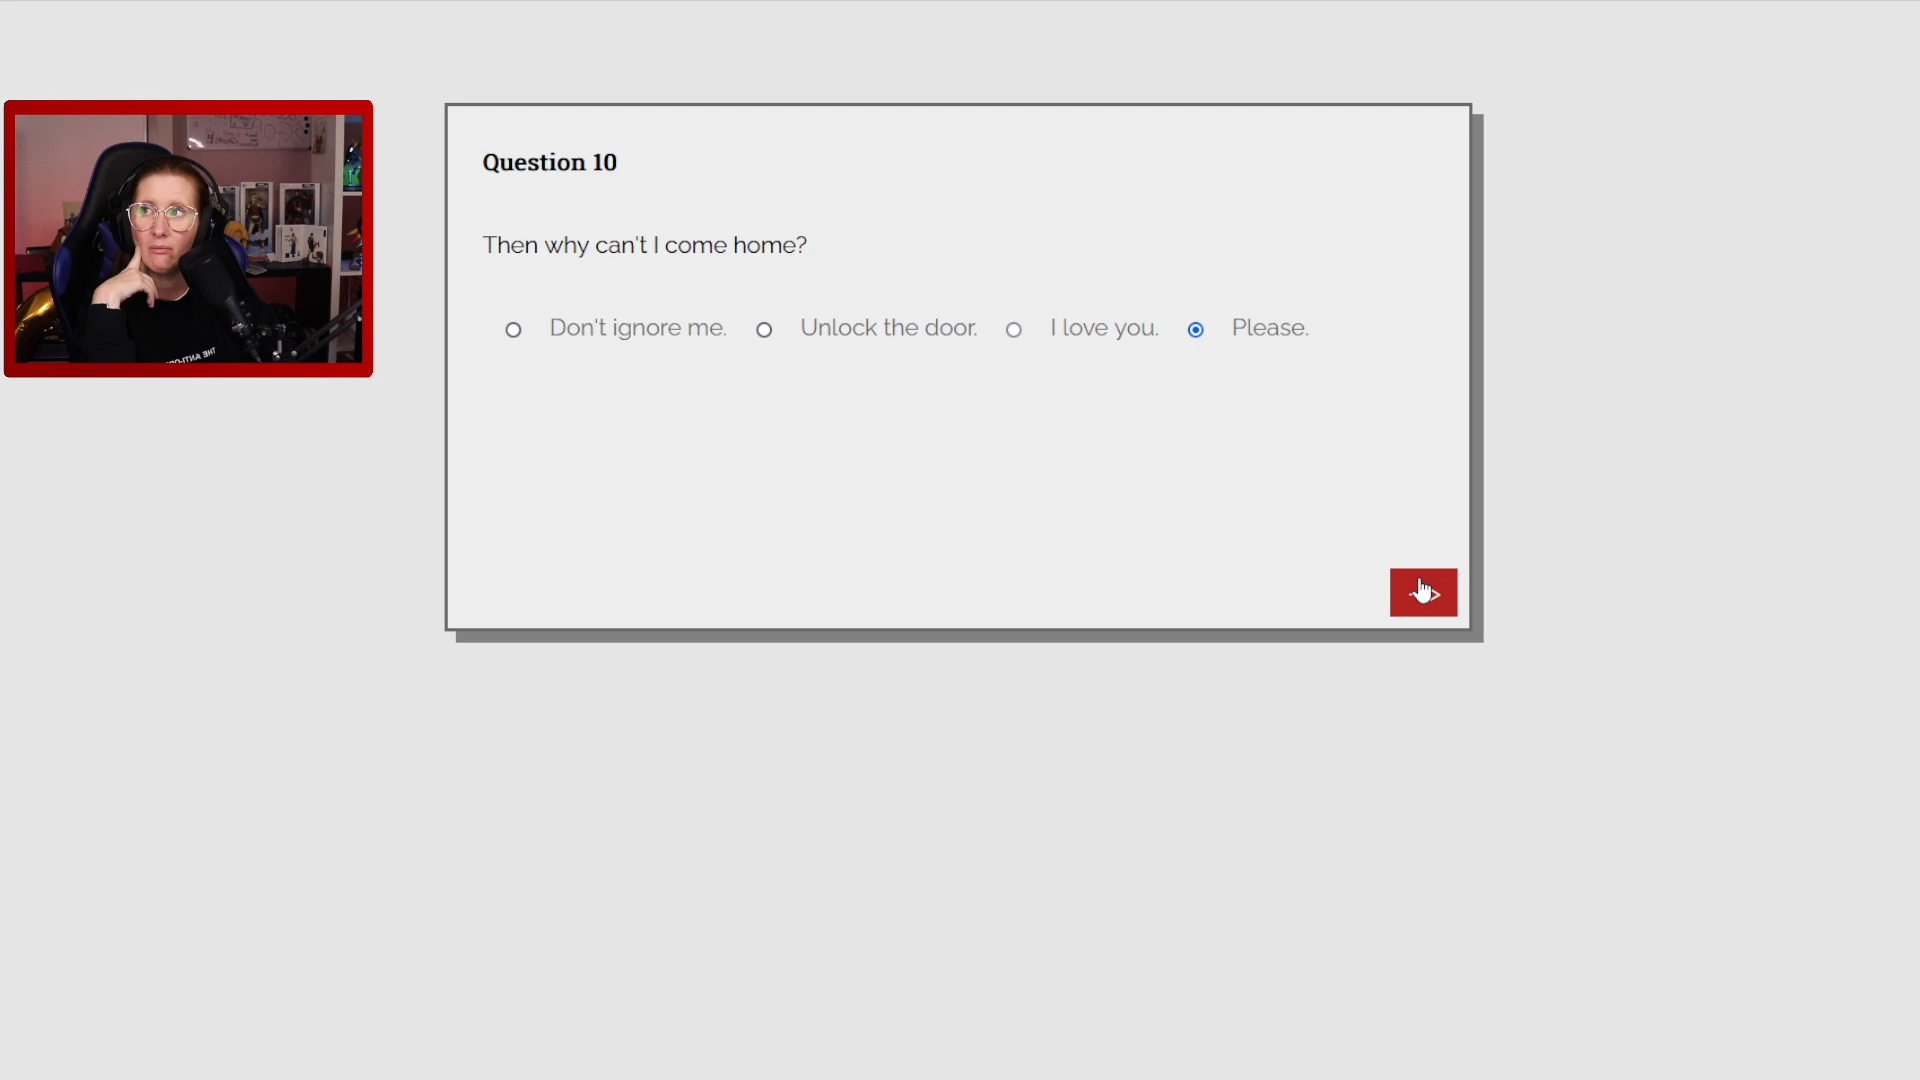 Question 10
Then why can't I come home?
Don't ignore me. Unlock the door. I love you. Please.